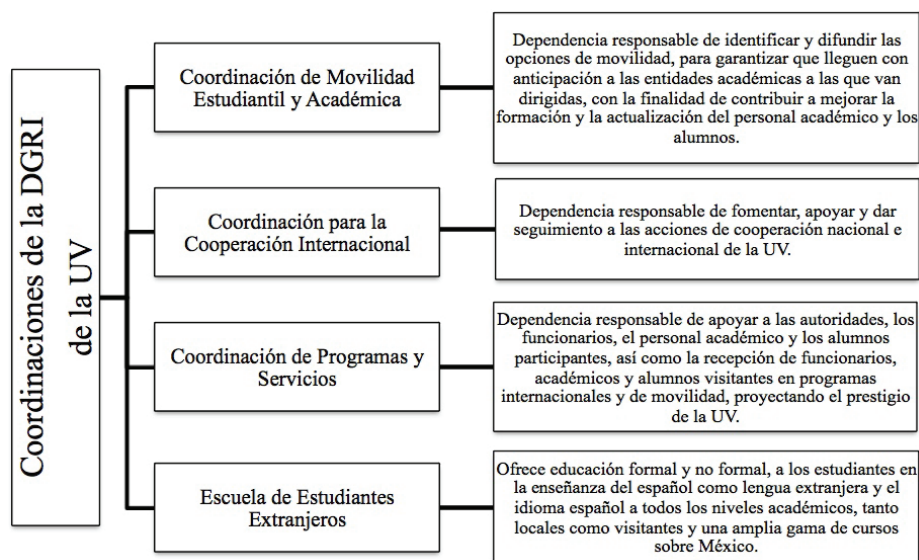 Coordinaciones de la DGRI
de la UV
Coordinación de Movilidad
Estudiantil y Académica
Dependencia responsable de identificar y difundir las
opciones de movilidad, para garantizar que lleguen con
anticipación a las entidades académicas a las que van
dirigidas, con la finalidad de contribuir a mejorar la
formación y la actualización del personal académico y los
alumnos.
Coordinación para la
Cooperación Internacional
Dependencia responsable de fomentar, apoyar y dar
seguimiento a las acciones de cooperación nacional e
internacional de la UV.
Coordinación de Programas y
Servicios
Dependencia responsable de apoyar a las autoridades, los
funcionarios, el personal académico y los alumnos
participantes, así como la recepción de funcionarios,
académicos y alumnos visitantes en programas
internacionales y de movilidad, proyectando el prestigio
de la UV.
Escuela de Estudiantes
Extranjeros
Ofrece educación formal y no formal, a los estudiantes en
la enseñanza del español como lengua extranjera y el
idioma español a todos los niveles académicos, tanto
locales como visitantes y una amplia gama de cursos
sobre México.